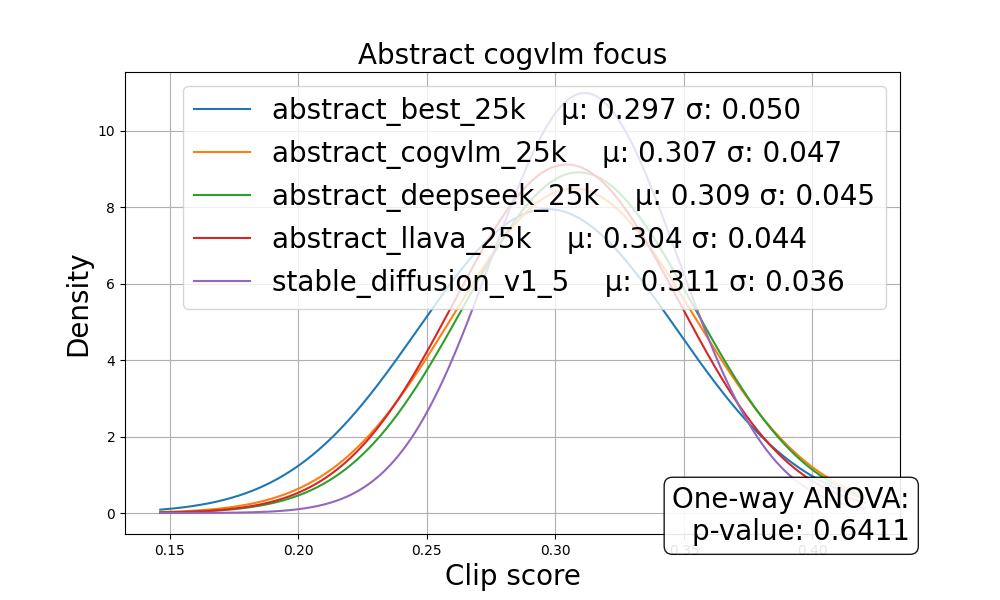 Abstract cogvlm focus
abstract_best_25k μ: 0.297 σ: 0.050
abstract_cogvlm_25k μ: 0.307 σ: 0.047
abstract_deepseek_25k μ: 0.309 σ: 0.045
abstract_llava_25k μ: 0.304 σ: 0.044
stable_diffusion_v1_5 μ: 0.311 σ: 0.036
10
8
6
4
2
0
Density
One-way ANOVA:
p-value: 0.6411
0.15 0.20 0.25 0.30 0.35 0.40
Clip score